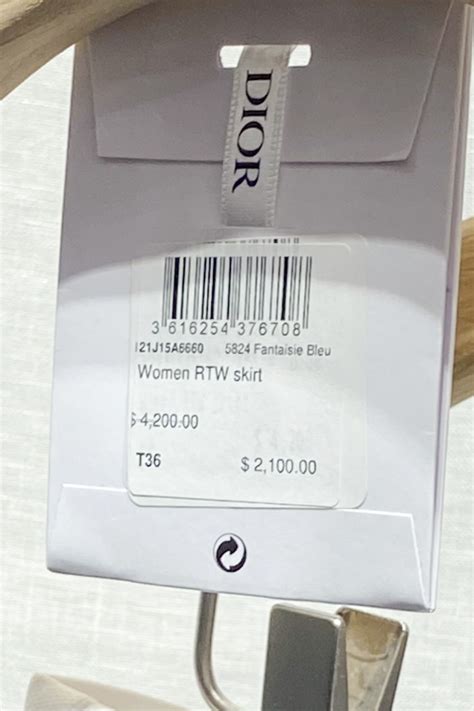 DIOR
3 616254 376708
121J15A6660 5824 Fantaisie Bleu
Women RTW skirt
$ 4,200.00
T36 $ 2,100.00